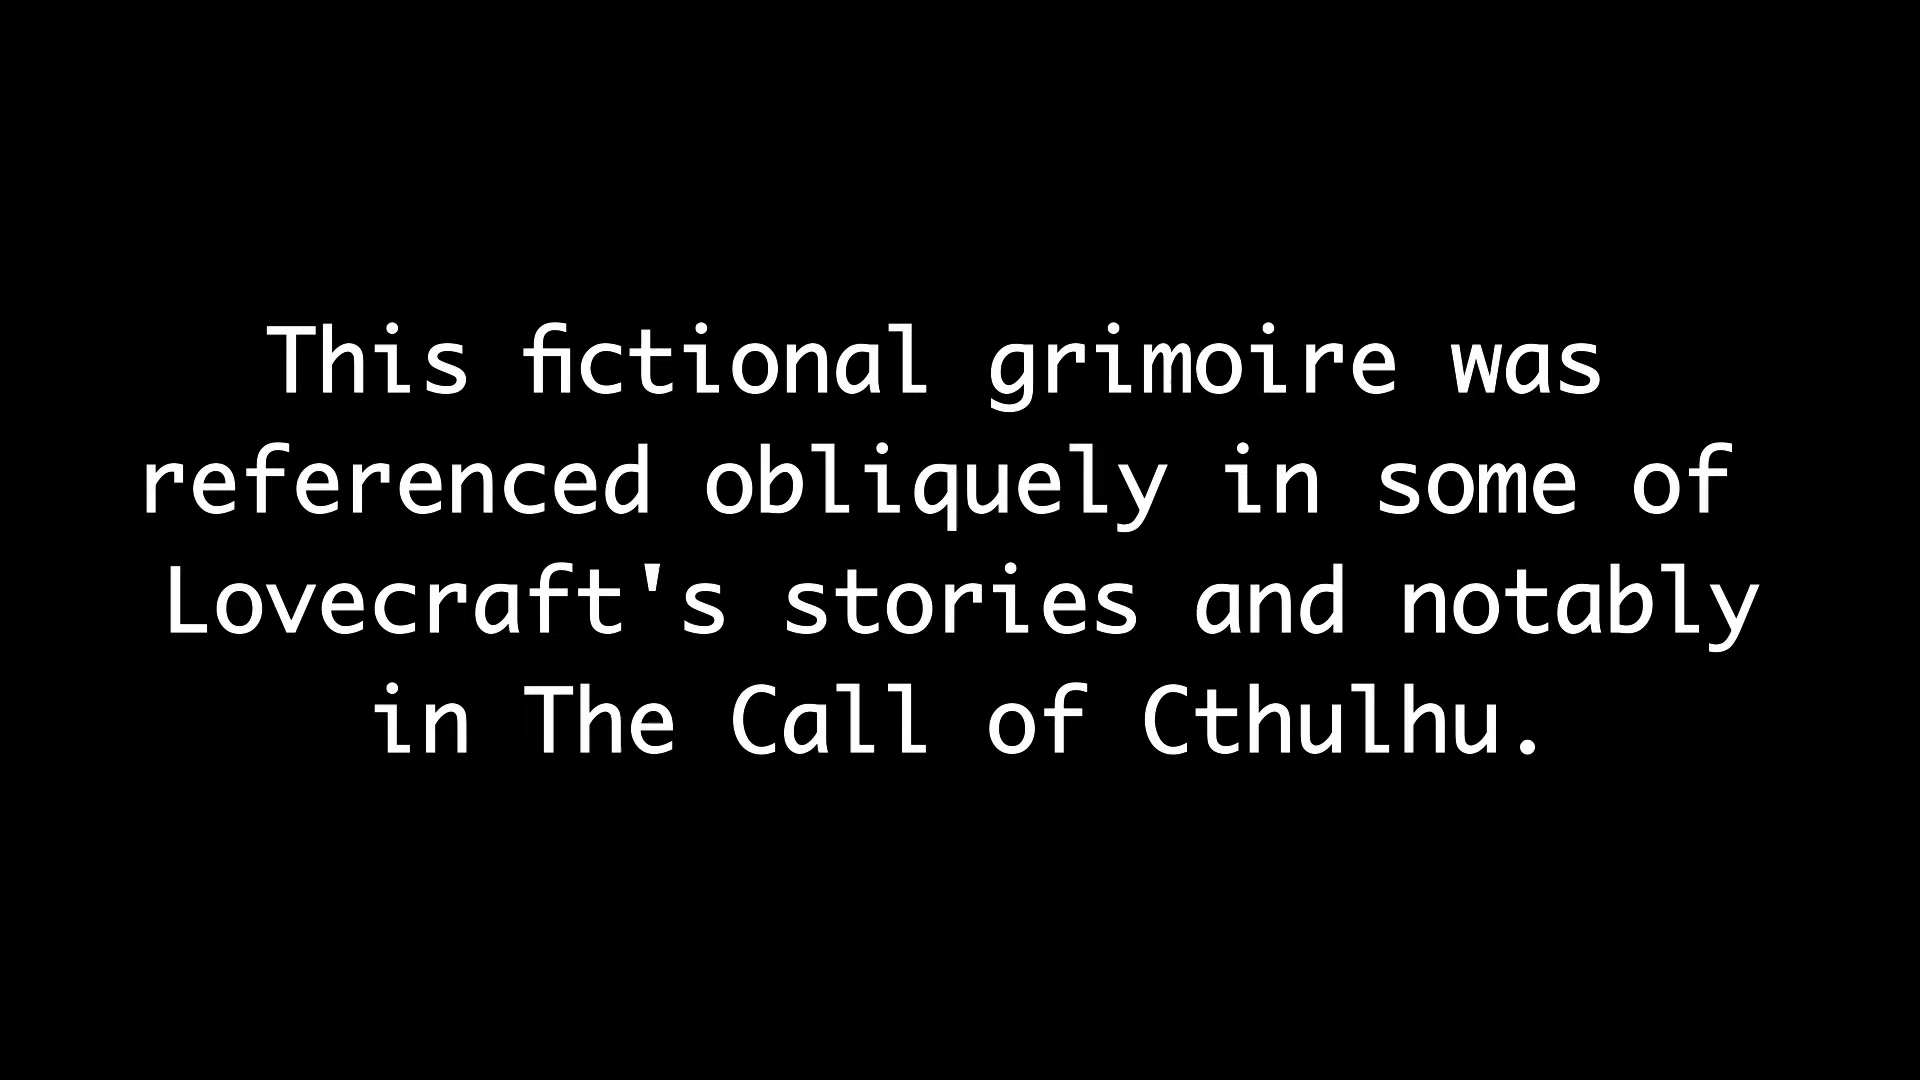 This fictional grimoire was
referenced obliquely in some of
Lovecraft's stories and notably
in The Call of Cthulhu.